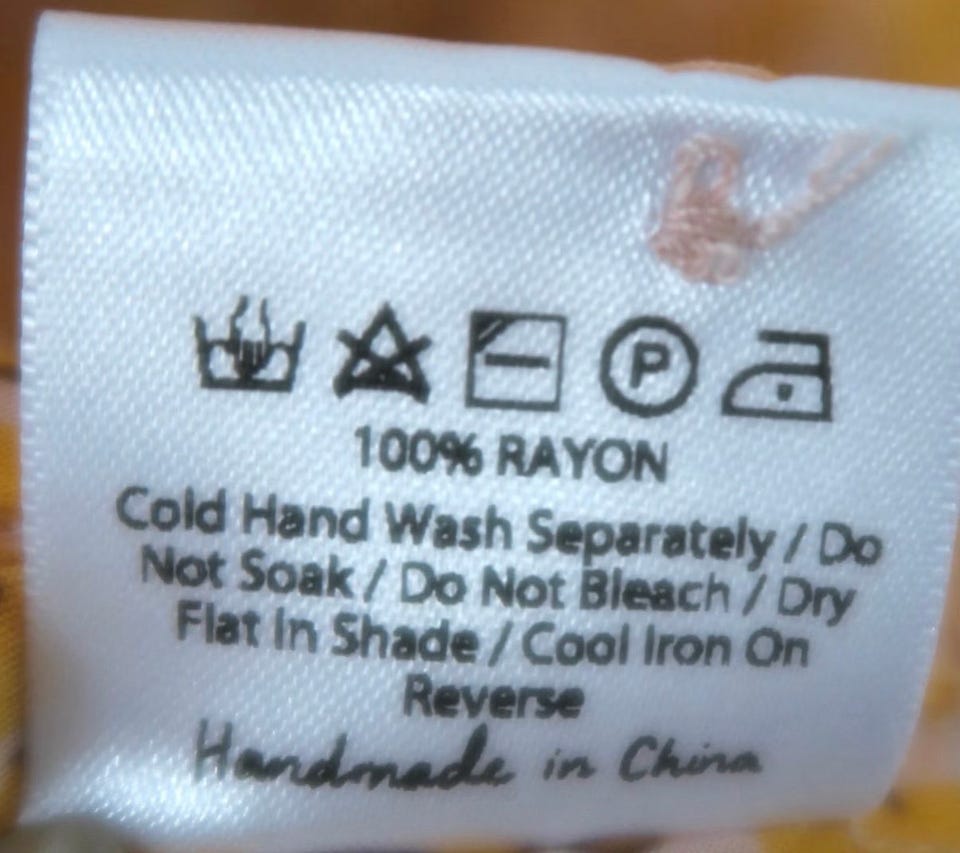 P
100% RAYON
Cold Hand Wash Separately / Do
Not Soak / Do Not Bleach / Dry
Flat In Shade / Cool Iron On
Reverse
Handmade in China